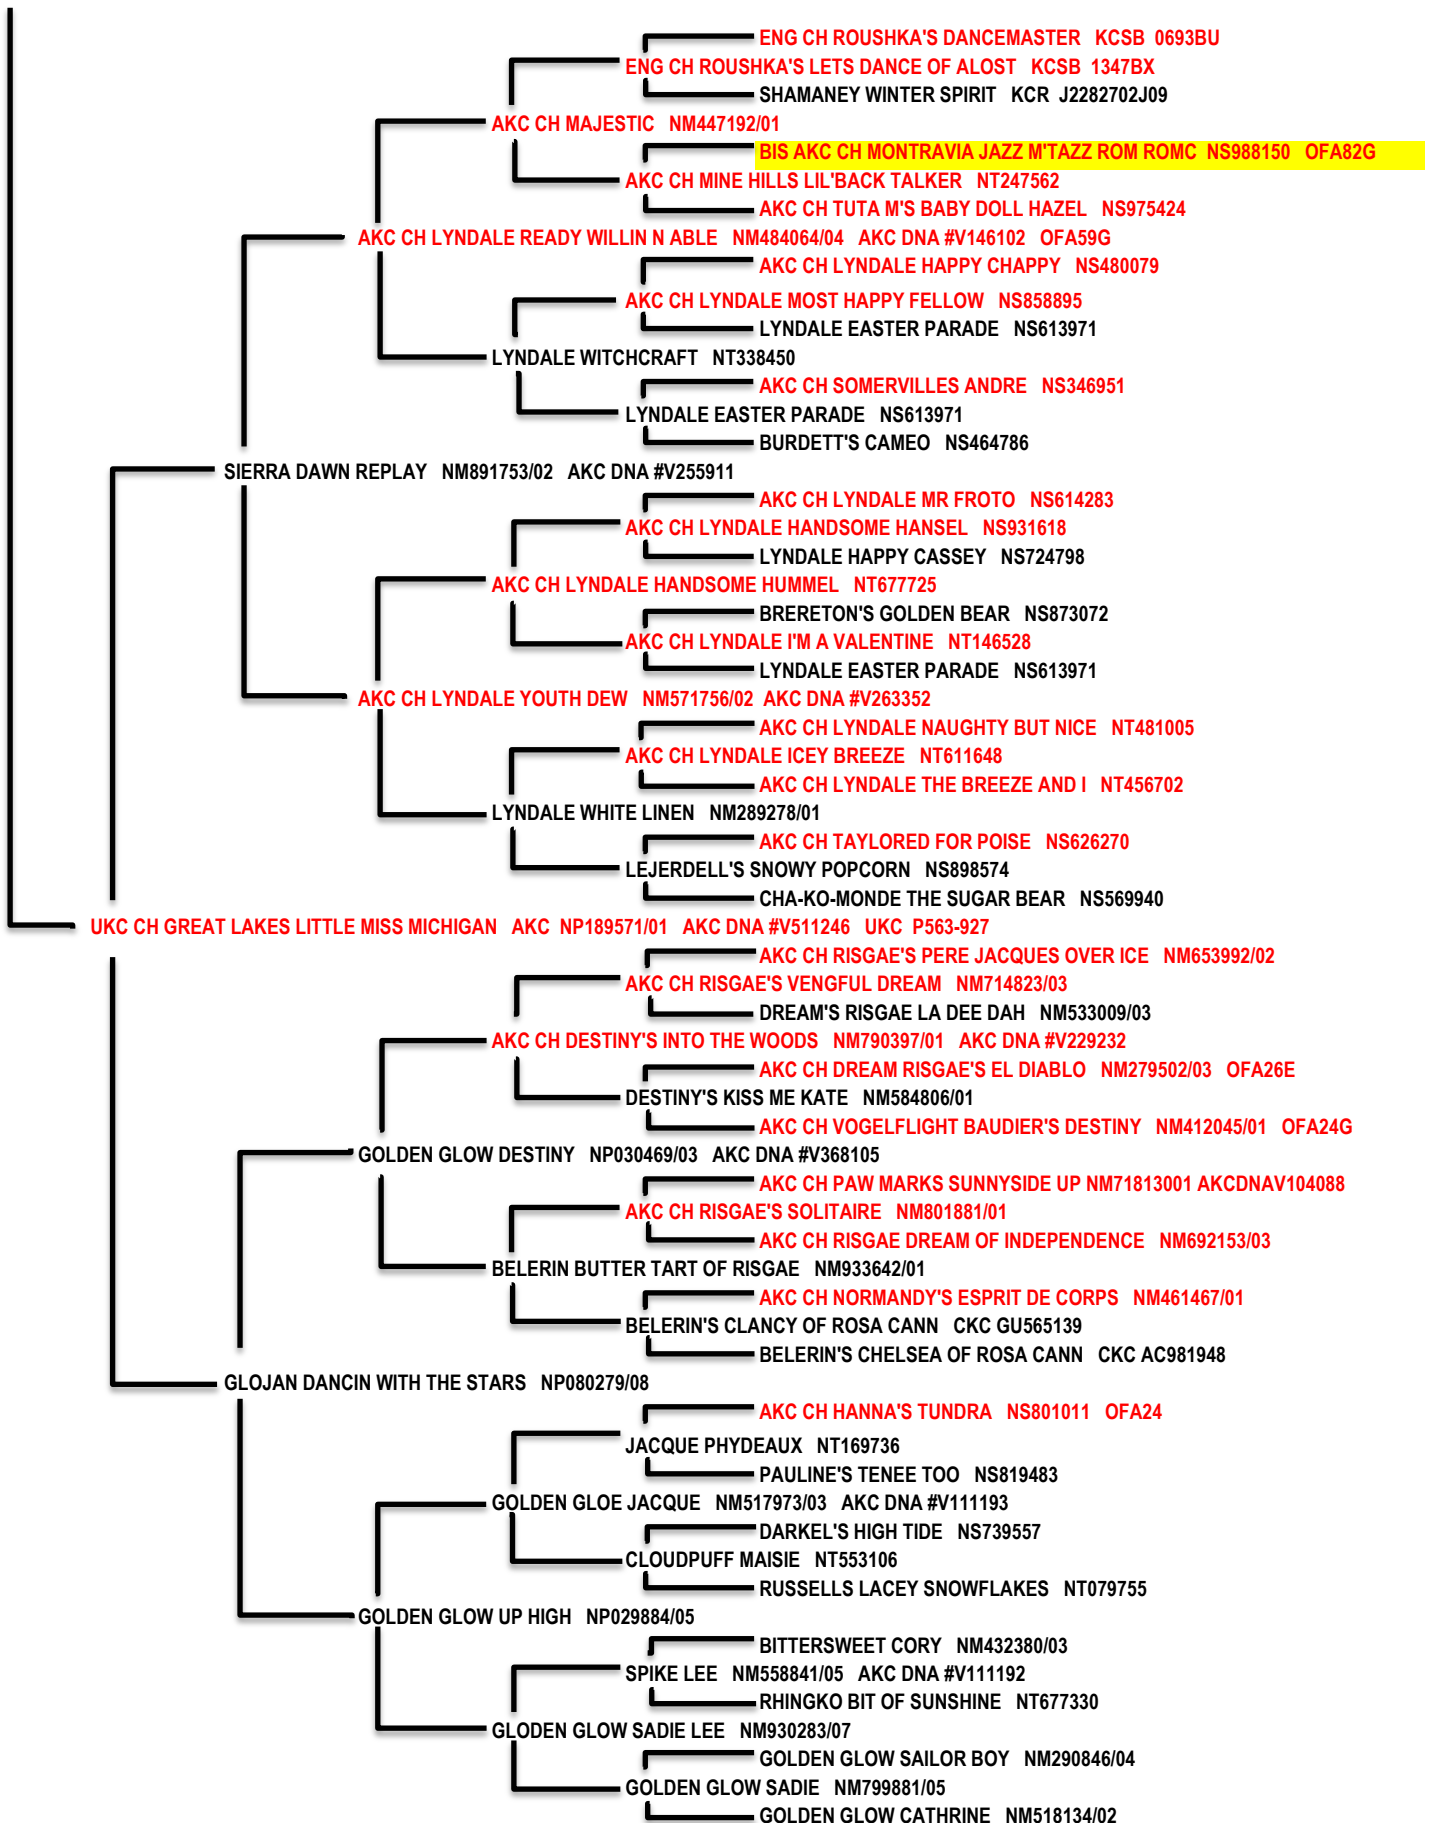 ENG CH ROUSHKA'S DANCEMASTER KCSB 0693BU
ENG CH ROUSHKA'S LETS DANCE OF ALOST KCSB 1347BX
SHAMANEY WINTER SPIRIT KCR J2282702J09
AKC CH MAJESTIC NM447192/01
BIS AKC CH MONTRAVIA JAZZ M'TAZZ ROM ROMC NS988150 OFA82G
AKC CH MINE HILLS LIL'BACK TALKER NT247562
AKC CH TUTA M'S BABY DOLL HAZEL NS975424
AKC CH LYNDALE READY WILLIN N ABLE NM484064/04 AKC DNA #V146102 OFA59G
AKC CH LYNDALE HAPPY CHAPPY NS480079
AKC CH LYNDALE MOST HAPPY FELLOW NS858895
LYNDALE EASTER PARADE NS613971
LYNDALE WITCHCRAFT NT338450
AKC CH SOMERVILLES ANDRE NS346951
LYNDALE EASTER PARADE NS613971
BURDETT'S CAMEO NS464786
SIERRA DAWN REPLAY NM891753/02 AKC DNA #V255911
AKC CH LYNDALE MR FROTO NS614283
AKC CH LYNDALE HANDSOME HANSEL NS931618
LYNDALE HAPPY CASSEY NS724798
AKC CH LYNDALE HANDSOME HUMMEL NT677725
BRERETON'S GOLDEN BEAR NS873072
AKC CH LYNDALE I'M A VALENTINE NT146528
LYNDALE EASTER PARADE NS613971
AKC CH LYNDALE YOUTH DEW NM571756/02 AKC DNA #V263352
AKC CH LYNDALE NAUGHTY BUT NICE NT481005
AKC CH LYNDALE ICEY BREEZE NT611648
AKC CH LYNDALE THE BREEZE AND I NT456702
LYNDALE WHITE LINEN NM289278/01
AKC CH TAYLORED FOR POISE NS626270
LEJERDELL'S SNOWY POPCORN NS898574
CHA-KO-MONDE THE SUGAR BEAR NS569940
UKC CH GREAT LAKES LITTLE MISS MICHIGAN AKC NP189571/01 AKC DNA #V511246 UKC P563-927
AKC CH RISGAE'S PERE JACQUES OVER ICE NM653992/02
AKC CH RISGAE'S VENGFUL DREAM NM714823/03
DREAM'S RISGAE LA DEE DAH NM533009/03
AKC CH DESTINY'S INTO THE WOODS NM790397/01 AKC DNA #V229232
AKC CH DREAM RISGAE'S EL DIABLO NM279502/03 OFA26E
DESTINY'S KISS ME KATE NM584806/01
AKC CH VOGELFLIGHT BAUDIER'S DESTINY NM412045/01 OFA24G
GOLDEN GLOW DESTINY NP030469/03 AKC DNA #V368105
AKC CH PAW MARKS SUNNYSIDE UP NM71813001 AKCDNAV104088
AKC CH RISGAE'S SOLITAIRE NM801881/01
AKC CH RISGAE DREAM OF INDEPENDENCE NM692153/03
BELERIN BUTTER TART OF RISGAE NM933642/01
AKC CH NORMANDY'S ESPRIT DE CORPS NM461467/01
BELERIN'S CLANCY OF ROSA CANN CKC GU565139
BELERIN'S CHELSEA OF ROSA CANN CKC AC981948
GLOJAN DANCIN WITH THE STARS NP080279/08
AKC CH HANNA'S TUNDRA NS801011 OFA24
JACQUE PHYDEAUX NT169736
PAULINE'S TENEE TOO NS819483
GOLDEN GLOE JACQUE NM517973/03 AKC DNA #V111193
DARKEL'S HIGH TIDE NS739557
CLOUDPUFF MAISIE NT553106
RUSSELLS LACEY SNOWFLAKES NT079755
GOLDEN GLOW UP HIGH NP029884/05
BITTERSWEET CORY NM432380/03
SPIKE LEE NM558841/05 AKC DNA #V111192
RHINGKO BIT OF SUNSHINE NT677330
GLODEN GLOW SADIE LEE NM930283/07
GOLDEN GLOW SAILOR BOY NM290846/04
GOLDEN GLOW SADIE NM799881/05
GOLDEN GLOW CATHRINE NM518134/02